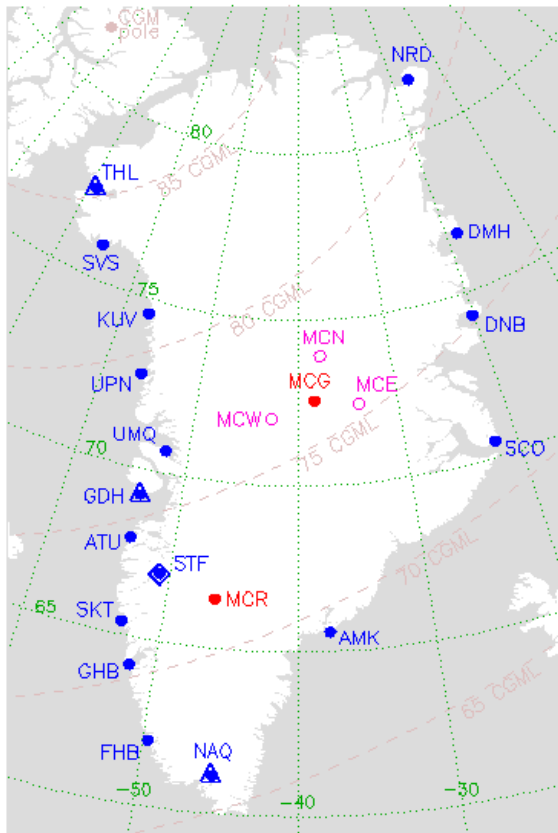 CGM
pole
NRD
80
THL
85 CGML
DMH
SVS
75
KUV
80 CGML
DNB
MCN
UPN
MCG
MCE
MCW
UMQ
75 CGML
70
SCO
GDH
ATU
STF
70 CGML
65
SKT
MCR
AMK
GHB
65 CGML
FHB
NAQ
-50
-40
-30